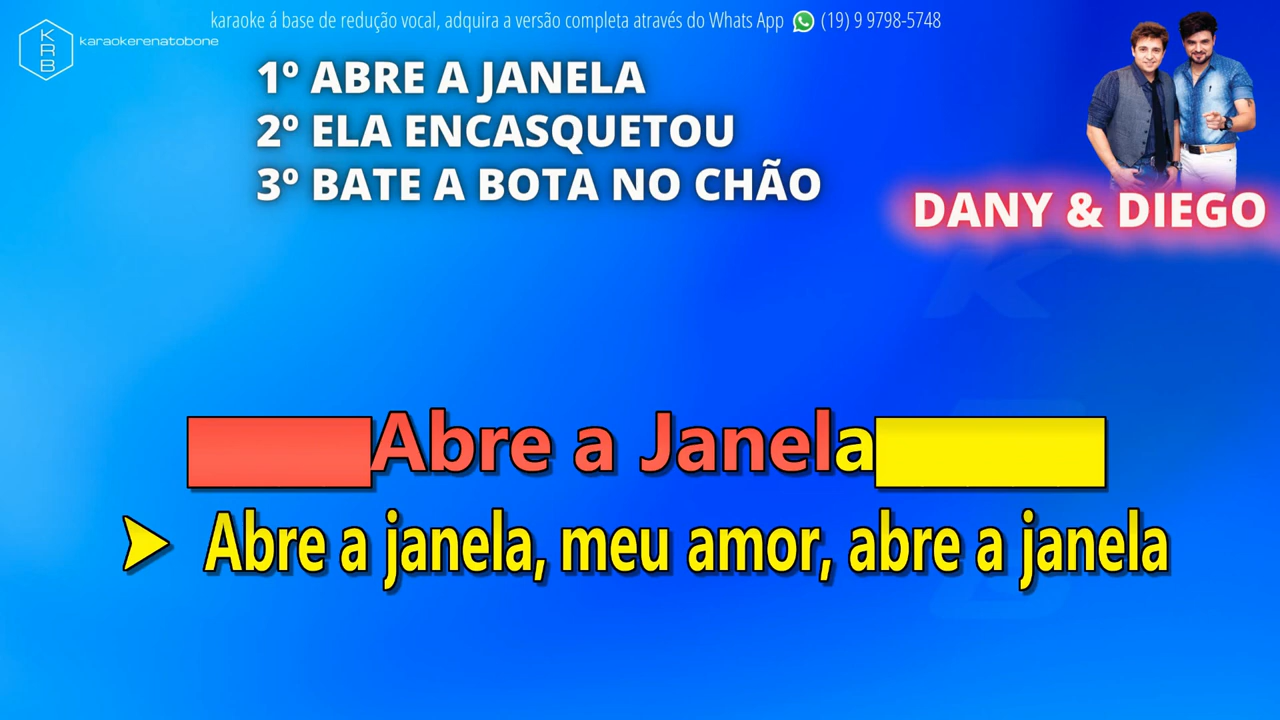 karaoke á base de redução vocal, adquira a versão completa através do Whats App (19) 9 9798-5748
K
R
B
karaokerenatobone
1º ABRE A JANELA
2º ELA ENCASQUETOU
3º BATE A BOTA NO CHÃO
DANY & DIEGO
K
B
Abre a Janela
Abre a janela, meu amor, abre a janela